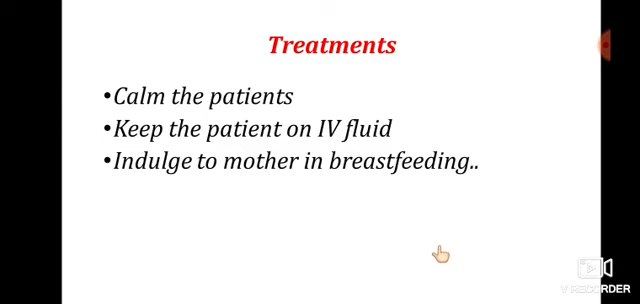 Treatments
•Calm the patients
•Keep the patient on IV fluid
•Indulge to mother in breastfeeding..
V RECORDER